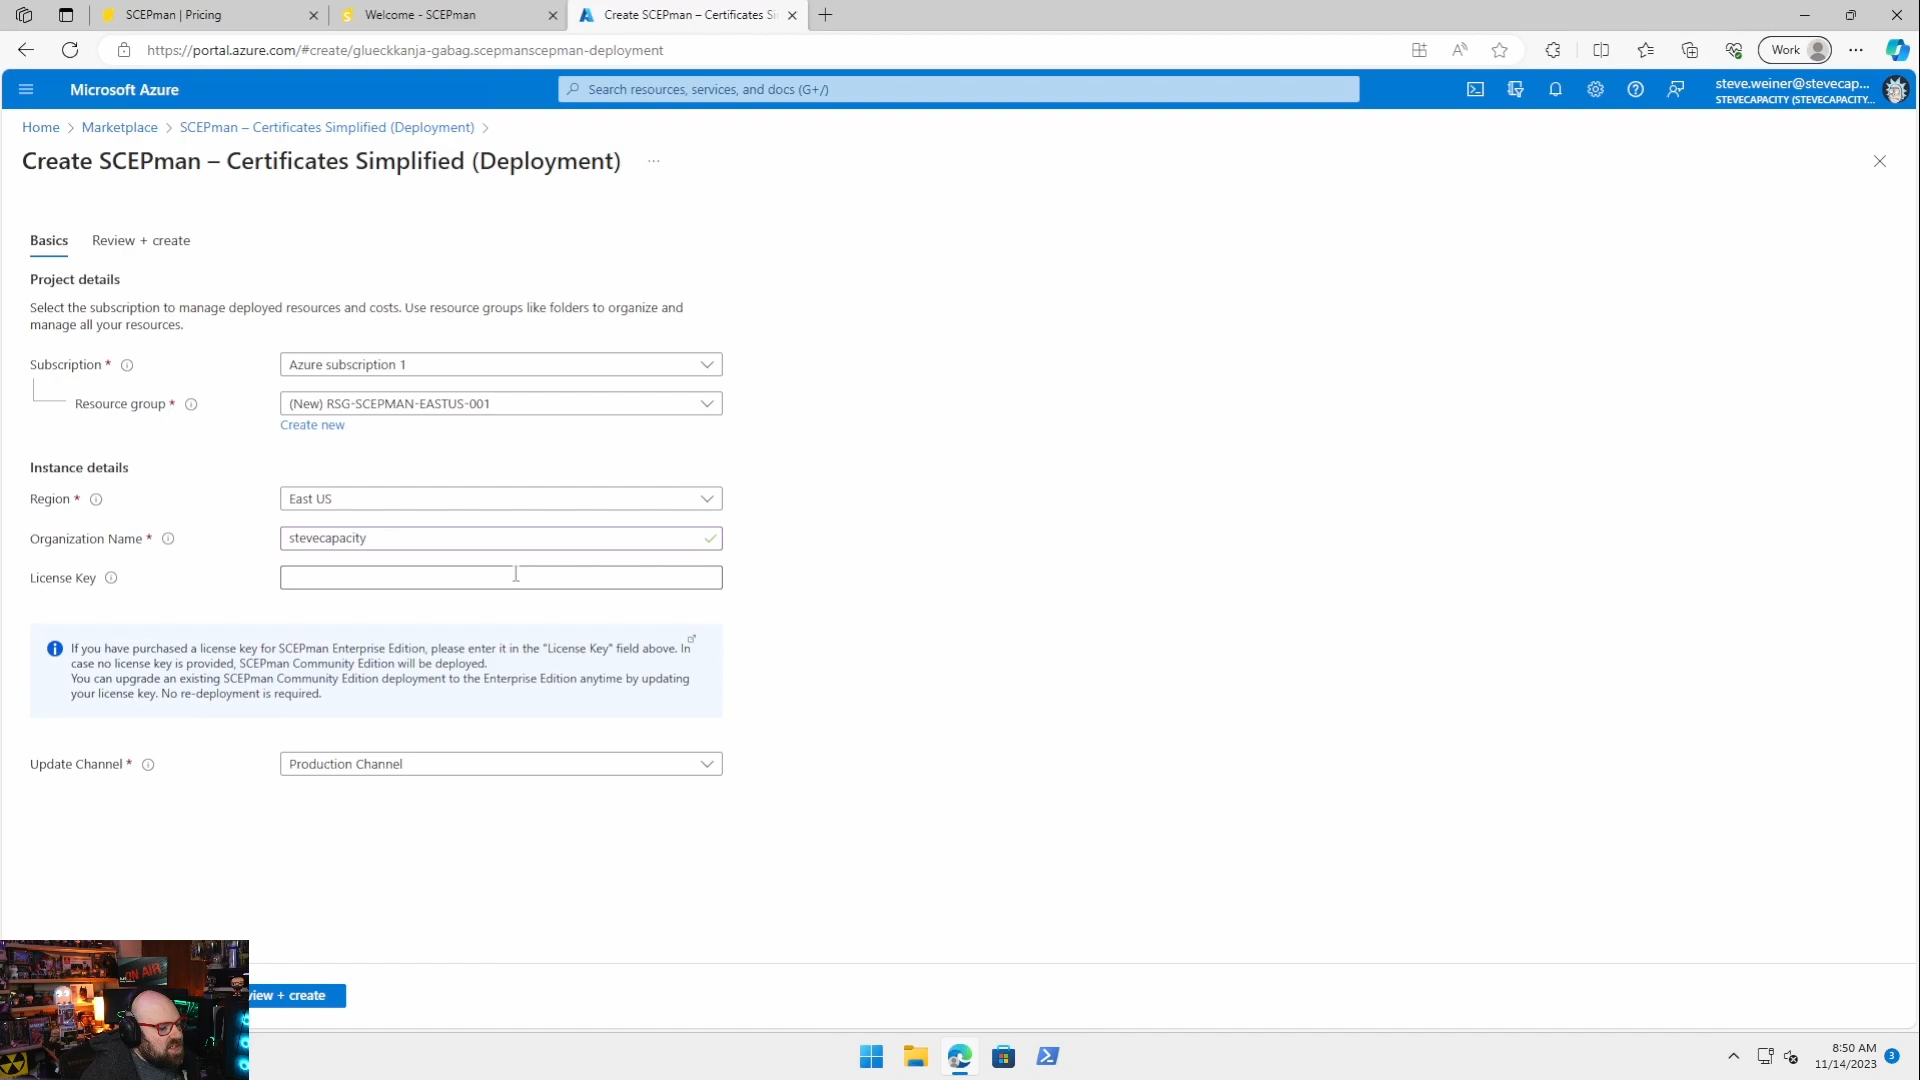 SCEPman | Pricing
Welcome - SCEPman
Create SCEPman – Certificates Si
https://portal.azure.com/#create/glueckkanja-gabag.scepmanscepman-deployment
Work
Microsoft Azure
Search resources, services, and docs (G+/)
steve.weiner@stevecap...
STEVECAPACITY (STEVECAPACITY...
Home > Marketplace > SCEPman – Certificates Simplified (Deployment) >
Create SCEPman – Certificates Simplified (Deployment) ...
Basics Review + create
Project details
Select the subscription to manage deployed resources and costs. Use resource groups like folders to organize and
manage all your resources.
Subscription *
Azure subscription 1
Resource group *
(New) RSG-SCEPMAN-EASTUS-001
Create new
Instance details
Region *
East US
Organization Name *
stevecapacity
License Key
If you have purchased a license key for SCEPman Enterprise Edition, please enter it in the "License Key" field above. In
case no license key is provided, SCEPman Community Edition will be deployed.
You can upgrade an existing SCEPman Community Edition deployment to the Enterprise Edition anytime by updating
your license key. No re-deployment is required.
Update Channel *
Production Channel
ON AIR
view + create
8:50 AM
11/14/2023
3